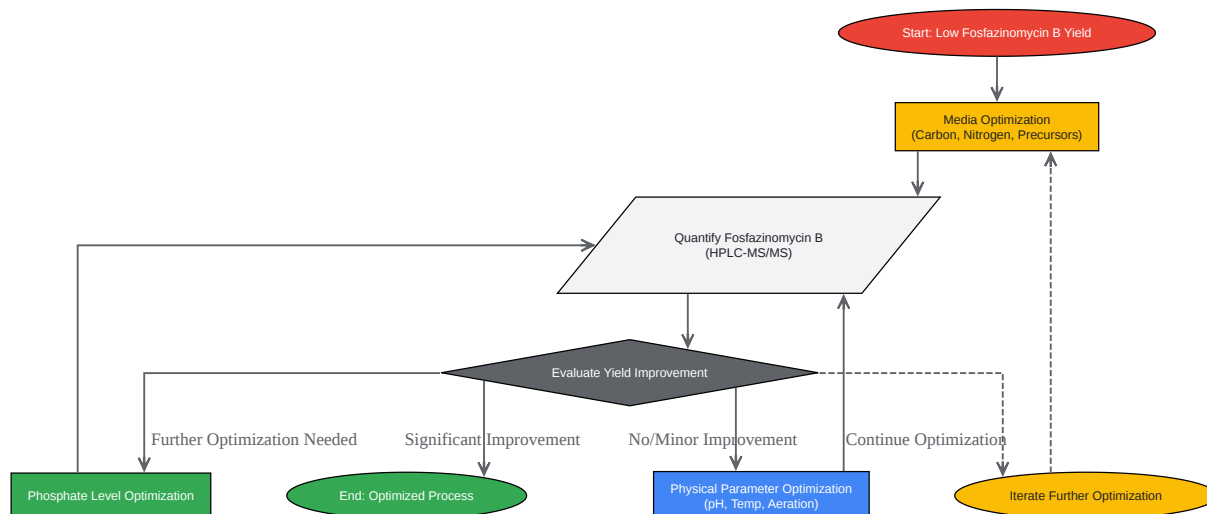 Start: Low Fosfazinomycin B Yield
Media Optimization
(Carbon, Nitrogen, Precursors)
Quantify Fosfazinomycin B
(HPLC-MS/MS)
Evaluate Yield Improvement
Further Optimization Needed
Significant Improvement
No/Minor Improvement
Continue Optimization
Phosphate Level Optimization
End: Optimized Process
Physical Parameter Optimization
(pH, Temp, Aeration)
Iterate Further Optimization